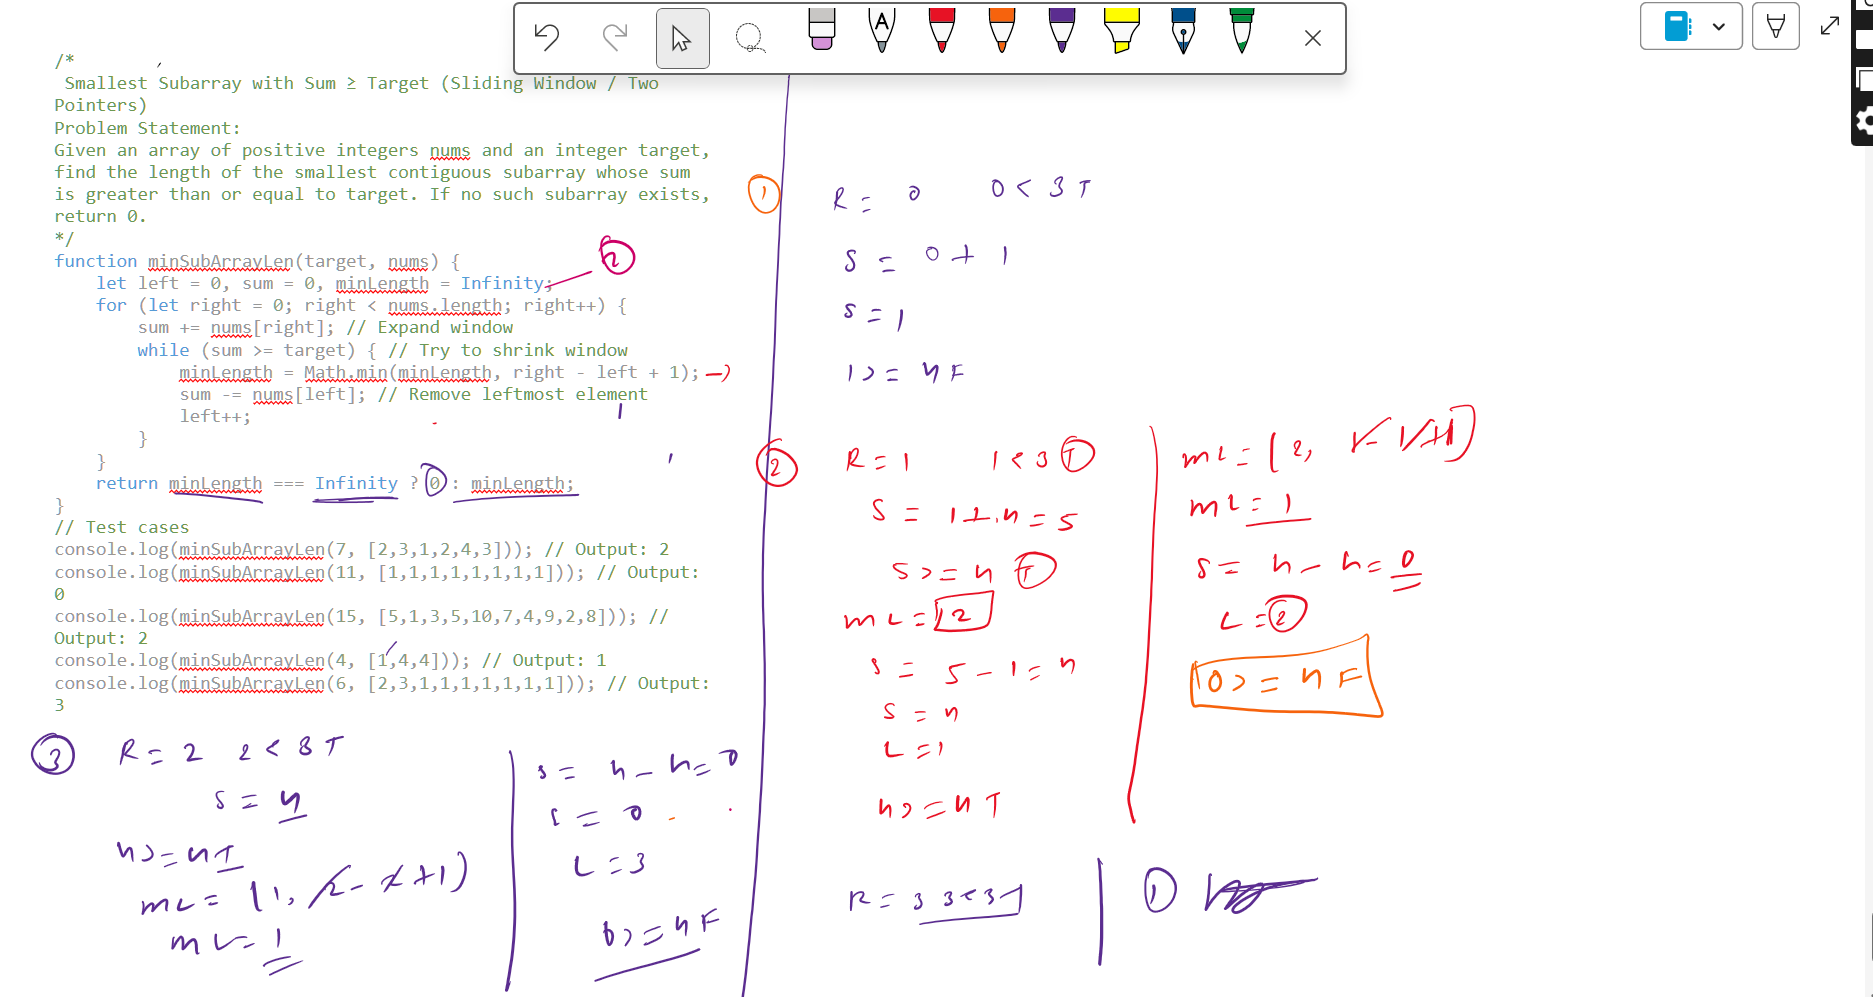 /*
Smallest Subarray with Sum ≥ Target (Sliding Window / Two
Pointers)
Problem Statement:
Given an array of positive integers nums and an integer target,
find the length of the smallest contiguous subarray whose sum
is greater than or equal to target. If no such subarray exists,
return 0.
*/
function minSubArrayLen(target, nums) {
let left = 0, sum = 0, minLength = Infinity;
2
for (let right = 0; right < nums.length; right++) {
sum += nums[right]; // Expand window
while (sum >= target) { // Try to shrink window
minLength = Math.min(minLength, right - left + 1);
sum -= nums[left]; // Remove leftmost element
left++;
}
}
return minLength === Infinity ? 0 : minLength;
}
// Test cases
console.log(minSubArrayLen(7, [2,3,1,2,4,3])); // Output: 2
console.log(minSubArrayLen(11, [1,1,1,1,1,1,1,1])); // Output:
0
console.log(minSubArrayLen(15, [5,1,3,5,10,7,4,9,2,8])); //
Output: 2
console.log(minSubArrayLen(4, [1,4,4])); // Output: 1
console.log(minSubArrayLen(6, [2,3,1,1,1,1,1,1,1])); // Output:
3
1
R = 0 0 < 3 T
S = 0 + 1
S = 1
1 >= 4 F
2
R = 1 1 < 3 T
S = 1 + 4 = 5
5 >= 4 T
mL = 2
S = 5 - 1 = 4
S = 4
L = 1
4 >= 4 T
mL = (2, 1 - 1 + 1)
mL = 1
S = 4 - 4 = 0
L = 2
0 >= 4 F
3
R = 2 2 < 3 T
S = 4
4 >= 4 T
mL = (1, 2 - 2 + 1)
mL = 1
S = 4 - 4 = 0
S = 0
L = 3
0 >= 4 F
R = 3 3 < 3
1